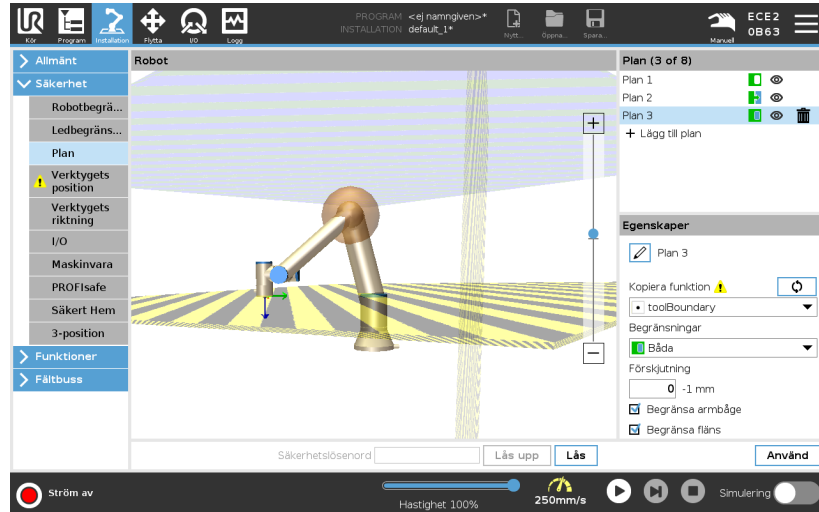 PROGRAM <ej namngiven>*
INSTALLATION default_1*
ECE2
0B63
Kör Program Installation Flytta I/O Logg
Nytt... Öppna... Spara...
Manuell
Allmänt
Säkerhet
Robotbegrä...
Ledbegräns...
Plan
Verktygets
position
Verktygets
riktning
I/O
Maskinvara
PROFIsafe
Säkert Hem
3-position
Funktioner
Fältbuss
Robot
Plan (3 of 8)
Plan 1
Plan 2
Plan 3
+ Lägg till plan
Egenskaper
Plan 3
Kopiera funktion
toolBoundary
Begränsningar
Båda
Förskjutning
0 -1 mm
Begränsa armbåge
Begränsa fläns
Säkerhetslösenord Lås upp Lås Använd
Ström av
Hastighet 100%
250mm/s
Simulering